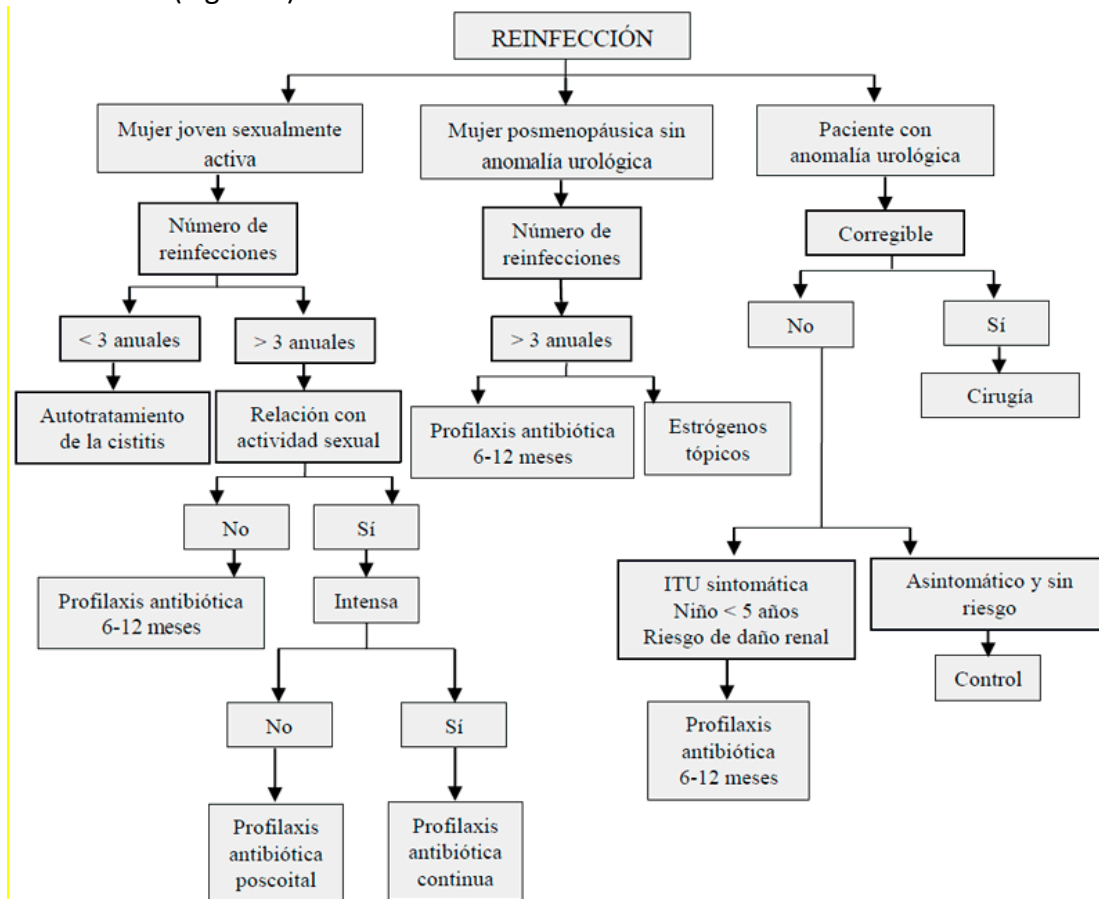 REINFECCIÓN
Mujer joven sexualmente
activa
Mujer posmenopáusica sin
anomalía urológica
Paciente con
anomalía urológica
Número de
reinfecciones
Número de
reinfecciones
Corregible
< 3 anuales
> 3 anuales
> 3 anuales
No
Sí
Autotratamiento
de la cistitis
Relación con
actividad sexual
Profilaxis antibiótica
6-12 meses
Estrógenos
tópicos
Cirugía
No
Sí
Profilaxis antibiótica
6-12 meses
Intensa
ITU sintomática
Niño < 5 años
Riesgo de daño renal
Asintomático y sin
riesgo
Control
No
Sí
Profilaxis
antibiótica
6-12 meses
Profilaxis
antibiótica
poscoital
Profilaxis
antibiótica
continua